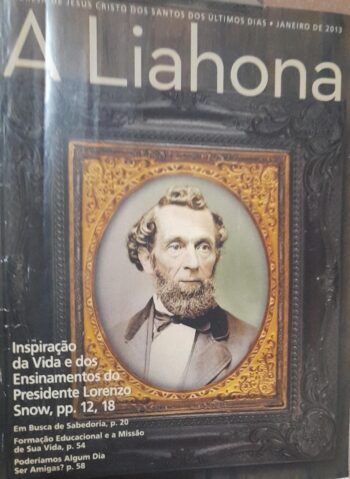 DE JESUS CRISTO DOS SANTOS DOS ÚLTIMOS DIAS • JANEIRO DE 2013
A Liahona
Inspiração
da Vida e dos
Ensinamentos do
Presidente Lorenzo
Snow, pp. 12, 18
Em Busca de Sabedoria, p. 20
Formação Educacional e a Missão
de Sua Vida, p. 54
Poderíamos Algum Dia
Ser Amigas? p. 58